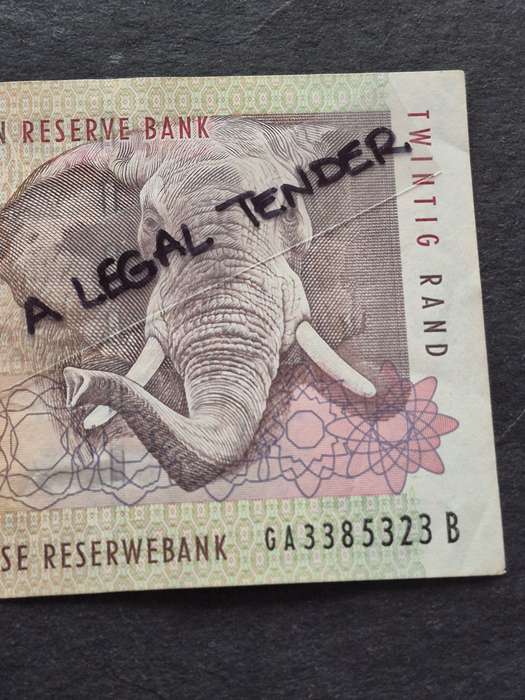 N RESERVE BANK
A LEGAL TENDER
TWINTIG RAND
SE RESERWEBANK
GA3385323 B